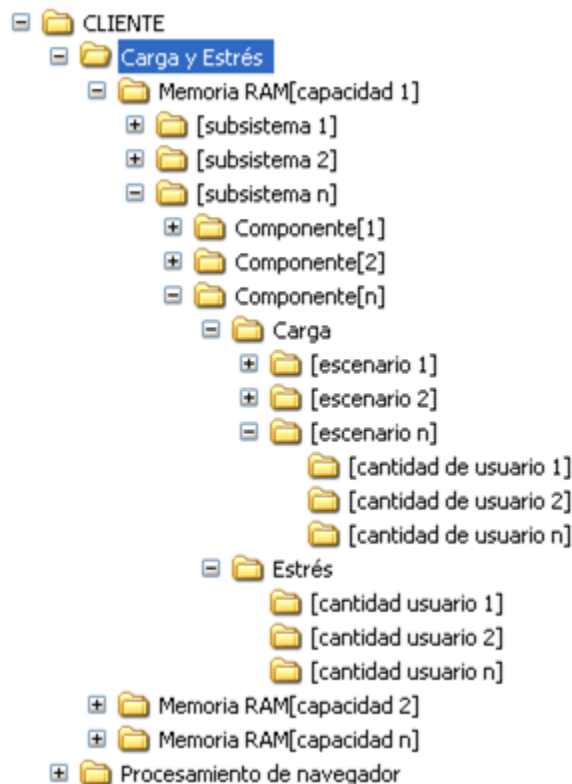 CLIENTE
Carga y Estrés
Memoria RAM[capacidad 1]
[subsistema 1]
[subsistema 2]
[subsistema n]
Componente[1]
Componente[2]
Componente[n]
Carga
[escenario 1]
[escenario 2]
[escenario n]
[cantidad de usuario 1]
[cantidad de usuario 2]
[cantidad de usuario n]
Estrés
[cantidad usuario 1]
[cantidad usuario 2]
[cantidad usuario n]
Memoria RAM[capacidad 2]
Memoria RAM[capacidad n]
Procesamiento de navegador